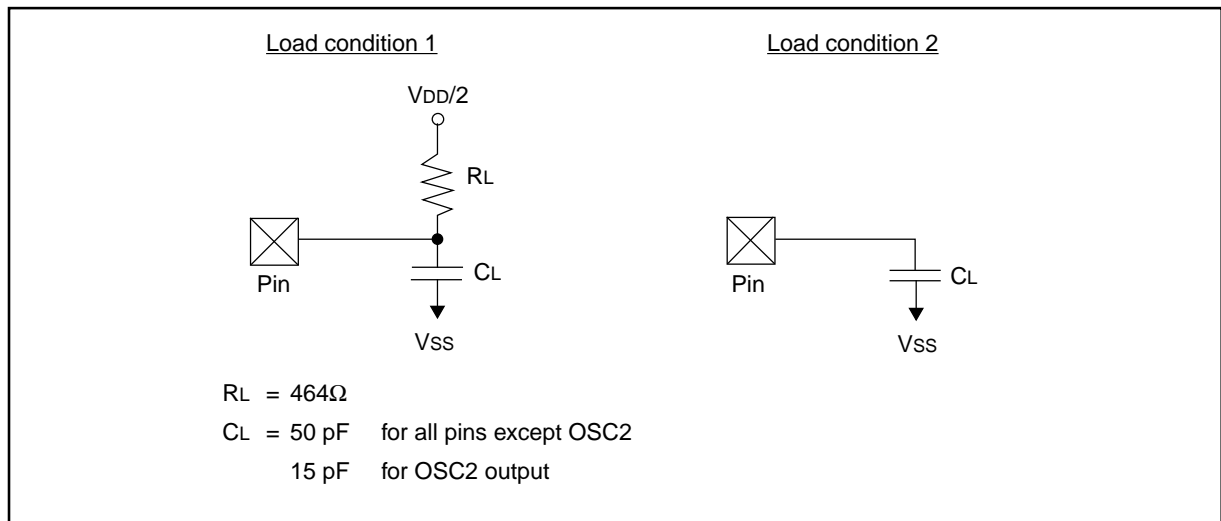 Load condition 1
VDD/2
RL
Pin
CL
VSS
Load condition 2
Pin
CL
VSS
RL = 464Ω
CL = 50 pF for all pins except OSC2
15 pF for OSC2 output